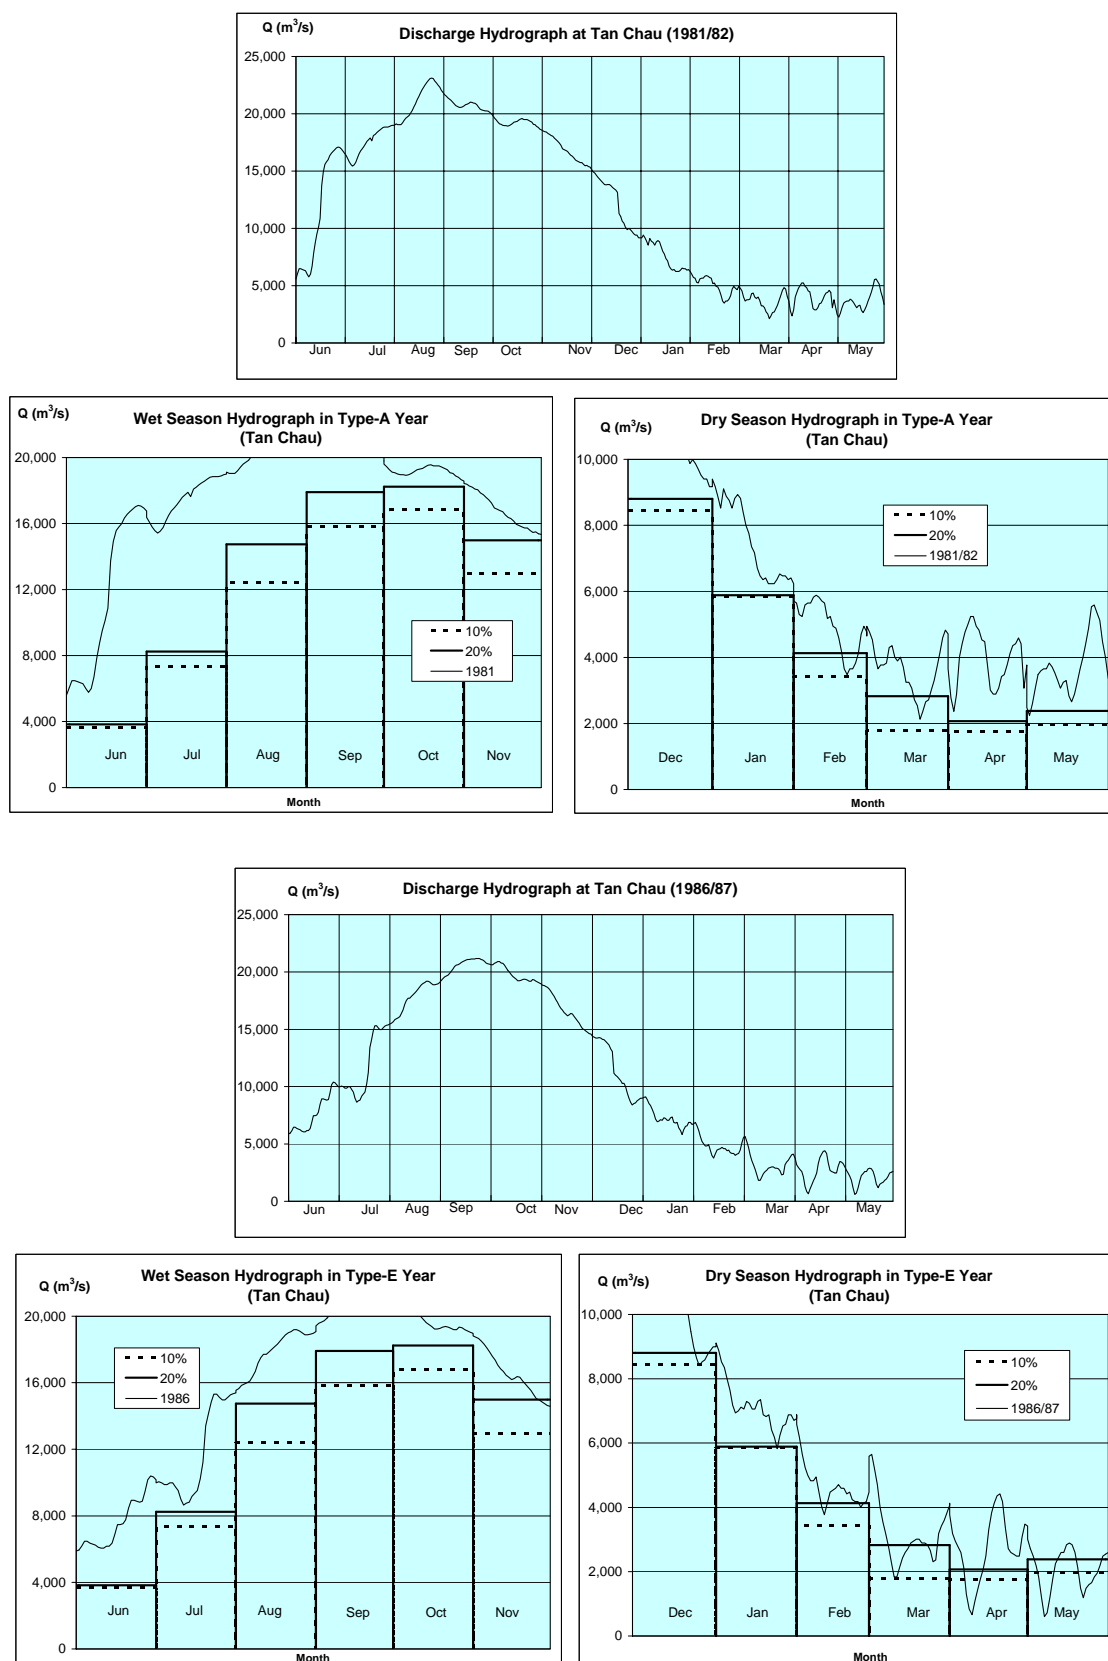 Q (m³/s)
Discharge Hydrograph at Tan Chau (1981/82)
25,000
20,000
15,000
10,000
5,000
0
Jun Jul Aug Sep Oct Nov Dec Jan Feb Mar Apr May
Q (m³/s)
Wet Season Hydrograph in Type-A Year
(Tan Chau)
20,000
16,000
12,000
8,000
4,000
0
10%
20%
1981
Jun Jul Aug Sep Oct Nov
Month
Q (m³/s)
Dry Season Hydrograph in Type-A Year
(Tan Chau)
10,000
8,000
6,000
4,000
2,000
0
10%
20%
1981/82
Dec Jan Feb Mar Apr May
Month
Q (m³/s)
Discharge Hydrograph at Tan Chau (1986/87)
25,000
20,000
15,000
10,000
5,000
0
Jun Jul Aug Sep Oct Nov Dec Jan Feb Mar Apr May
Q (m³/s)
Wet Season Hydrograph in Type-E Year
(Tan Chau)
20,000
16,000
12,000
8,000
4,000
0
10%
20%
1986
Jun Jul Aug Sep Oct Nov
Month
Q (m³/s)
Dry Season Hydrograph in Type-E Year
(Tan Chau)
10,000
8,000
6,000
4,000
2,000
0
10%
20%
1986/87
Dec Jan Feb Mar Apr May
Month